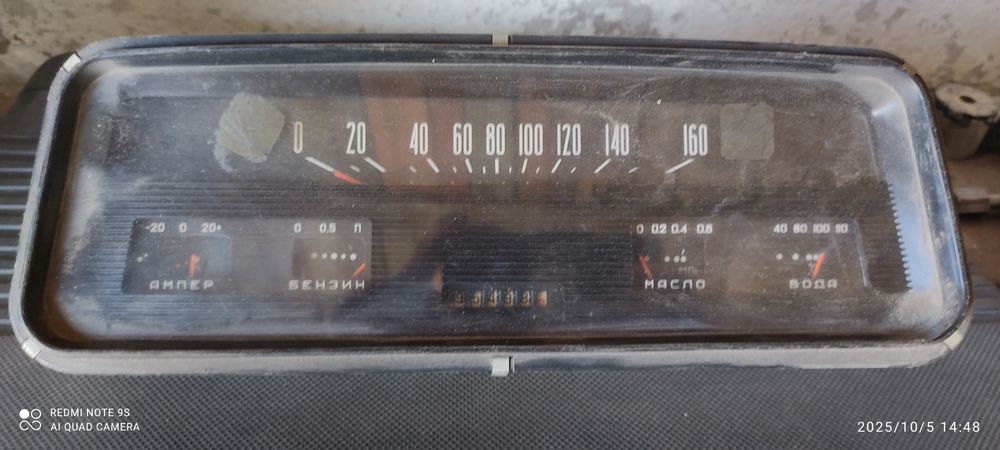 0 20 40 60 80 100 120 140 160
-20 0 20+
АМПЕР
0 0.5 П
БЕНЗИН
0 0.2 0.4 0.6
МАСЛО
40 80 100 110
ВОДА
REDMI NOTE 9S
AI QUAD CAMERA
2025/10/5 14:48